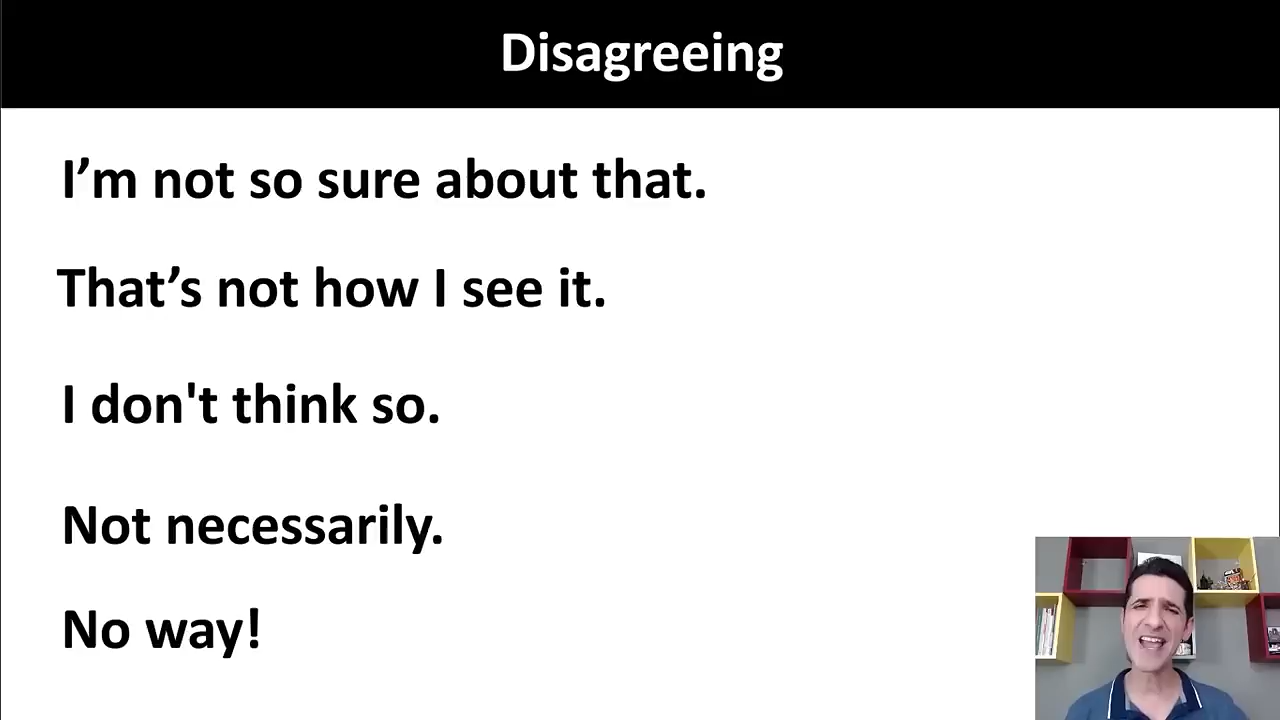 Disagreeing
I’m not so sure about that.
That’s not how I see it.
I don't think so.
Not necessarily.
No way!